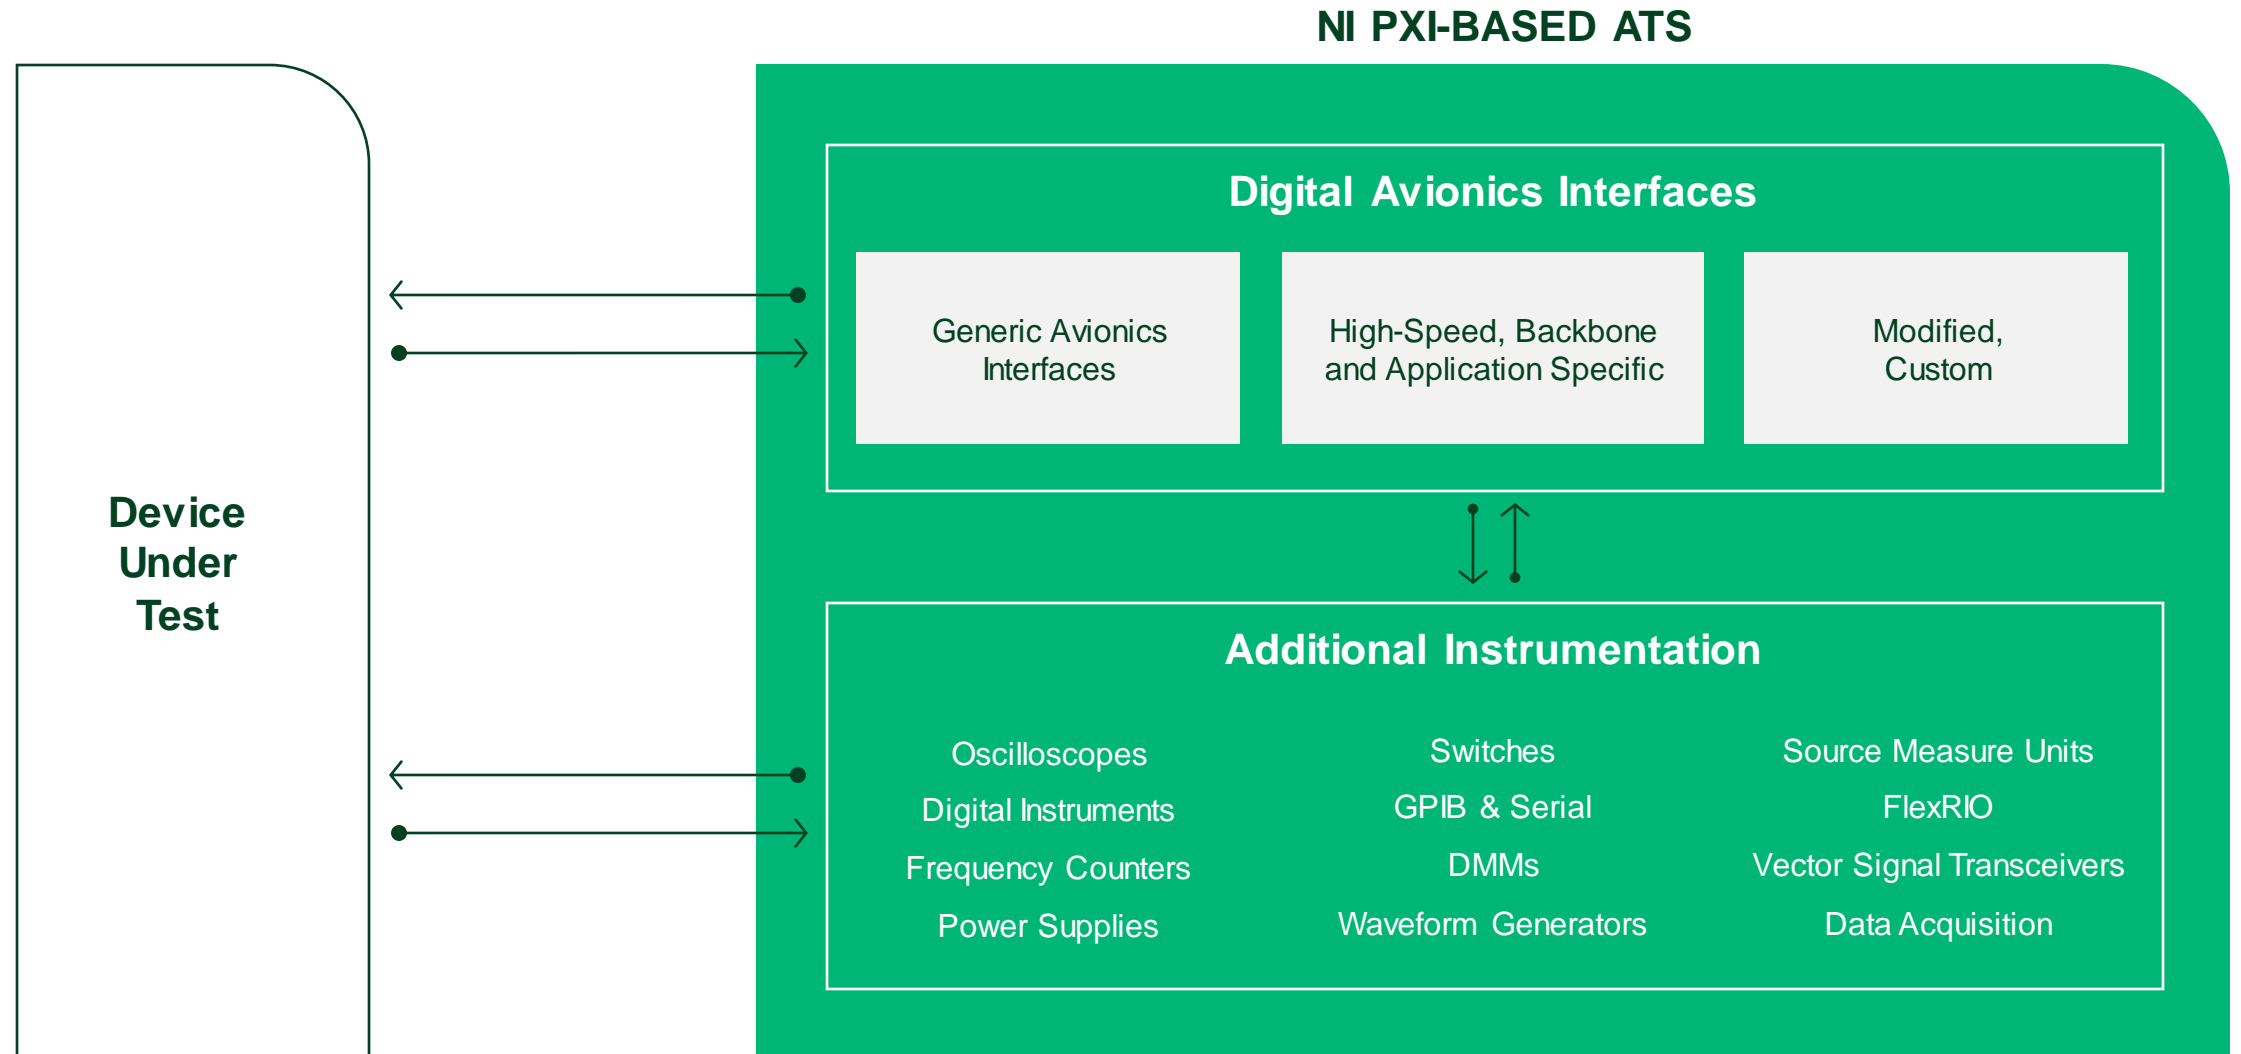 NI PXI-BASED ATS
Device
Under
Test
Digital Avionics Interfaces
Generic Avionics
Interfaces
High-Speed, Backbone
and Application Specific
Modified,
Custom
Additional Instrumentation
Oscilloscopes
Digital Instruments
Frequency Counters
Power Supplies
Switches
GPIB & Serial
DMMs
Waveform Generators
Source Measure Units
FlexRIO
Vector Signal Transceivers
Data Acquisition